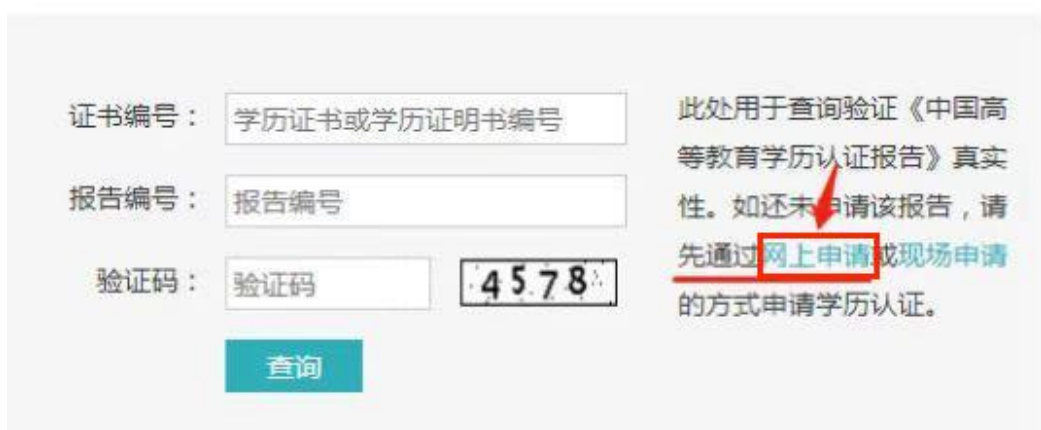 证书编号：
学历证书或学历证明书编号
报告编号：
报告编号
验证码：
验证码
4578
查询
此处用于查询验证《中国高
等教育学历认证报告》真实
性。如还未申请该报告，请
先通过网上申请或现场申请
的方式申请学历认证。